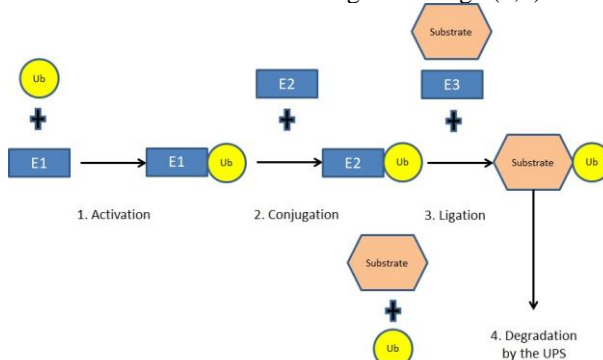 Substrate
Ub
E2
E3
E1
E1
Ub
E2
Ub
Substrate
Ub
1. Activation
2. Conjugation
3. Ligation
Substrate
Ub
4. Degradation
by the UPS